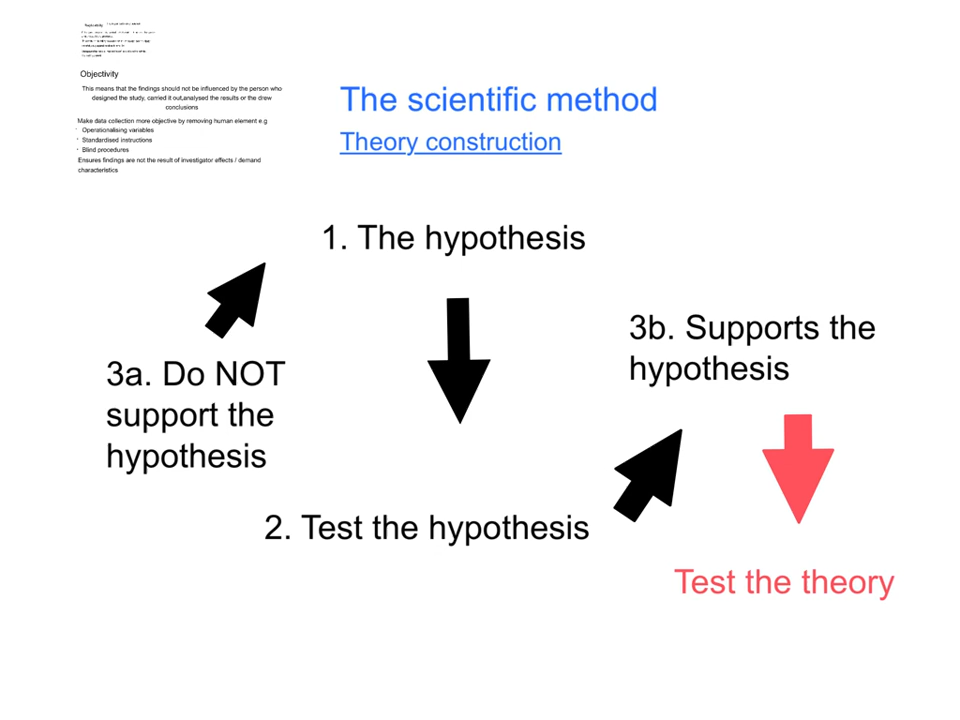 Objectivity
This means that the findings should not be influenced by the person who
designed the study, carried it out,analysed the results or the drew
conclusions
Make data collection more objective by removing human element e.g
• Operationalising variables
• Standardised instructions
• Blind procedures
Ensures findings are not the result of investigator effects / demand
characteristics
The scientific method
Theory construction
1. The hypothesis
3a. Do NOT
support the
hypothesis
2. Test the hypothesis
3b. Supports the
hypothesis
Test the theory